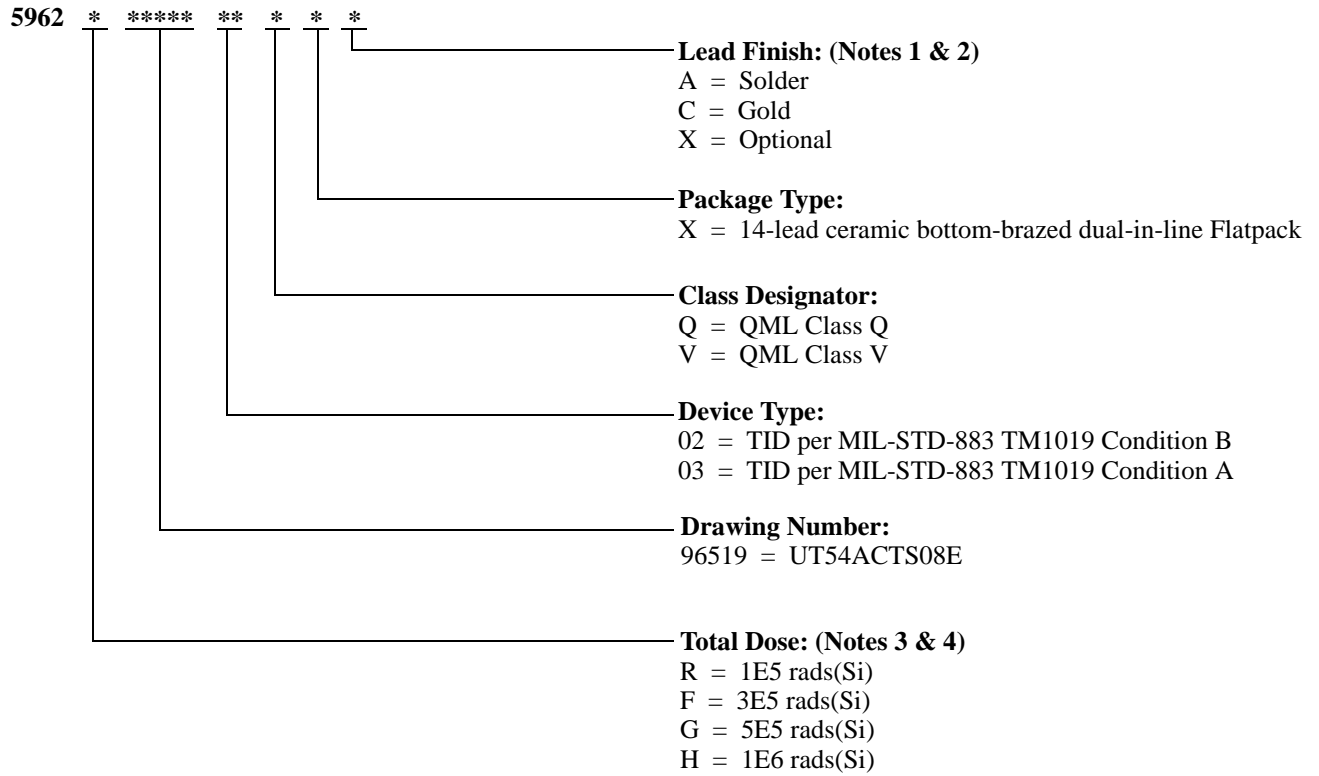 5962 * ***** ** * * *
Lead Finish: (Notes 1 & 2)
A = Solder
C = Gold
X = Optional
Package Type:
X = 14-lead ceramic bottom-brazed dual-in-line Flatpack
Class Designator:
Q = QML Class Q
V = QML Class V
Device Type:
02 = TID per MIL-STD-883 TM1019 Condition B
03 = TID per MIL-STD-883 TM1019 Condition A
Drawing Number:
96519 = UT54ACTS08E
Total Dose: (Notes 3 & 4)
R = 1E5 rads(Si)
F = 3E5 rads(Si)
G = 5E5 rads(Si)
H = 1E6 rads(Si)